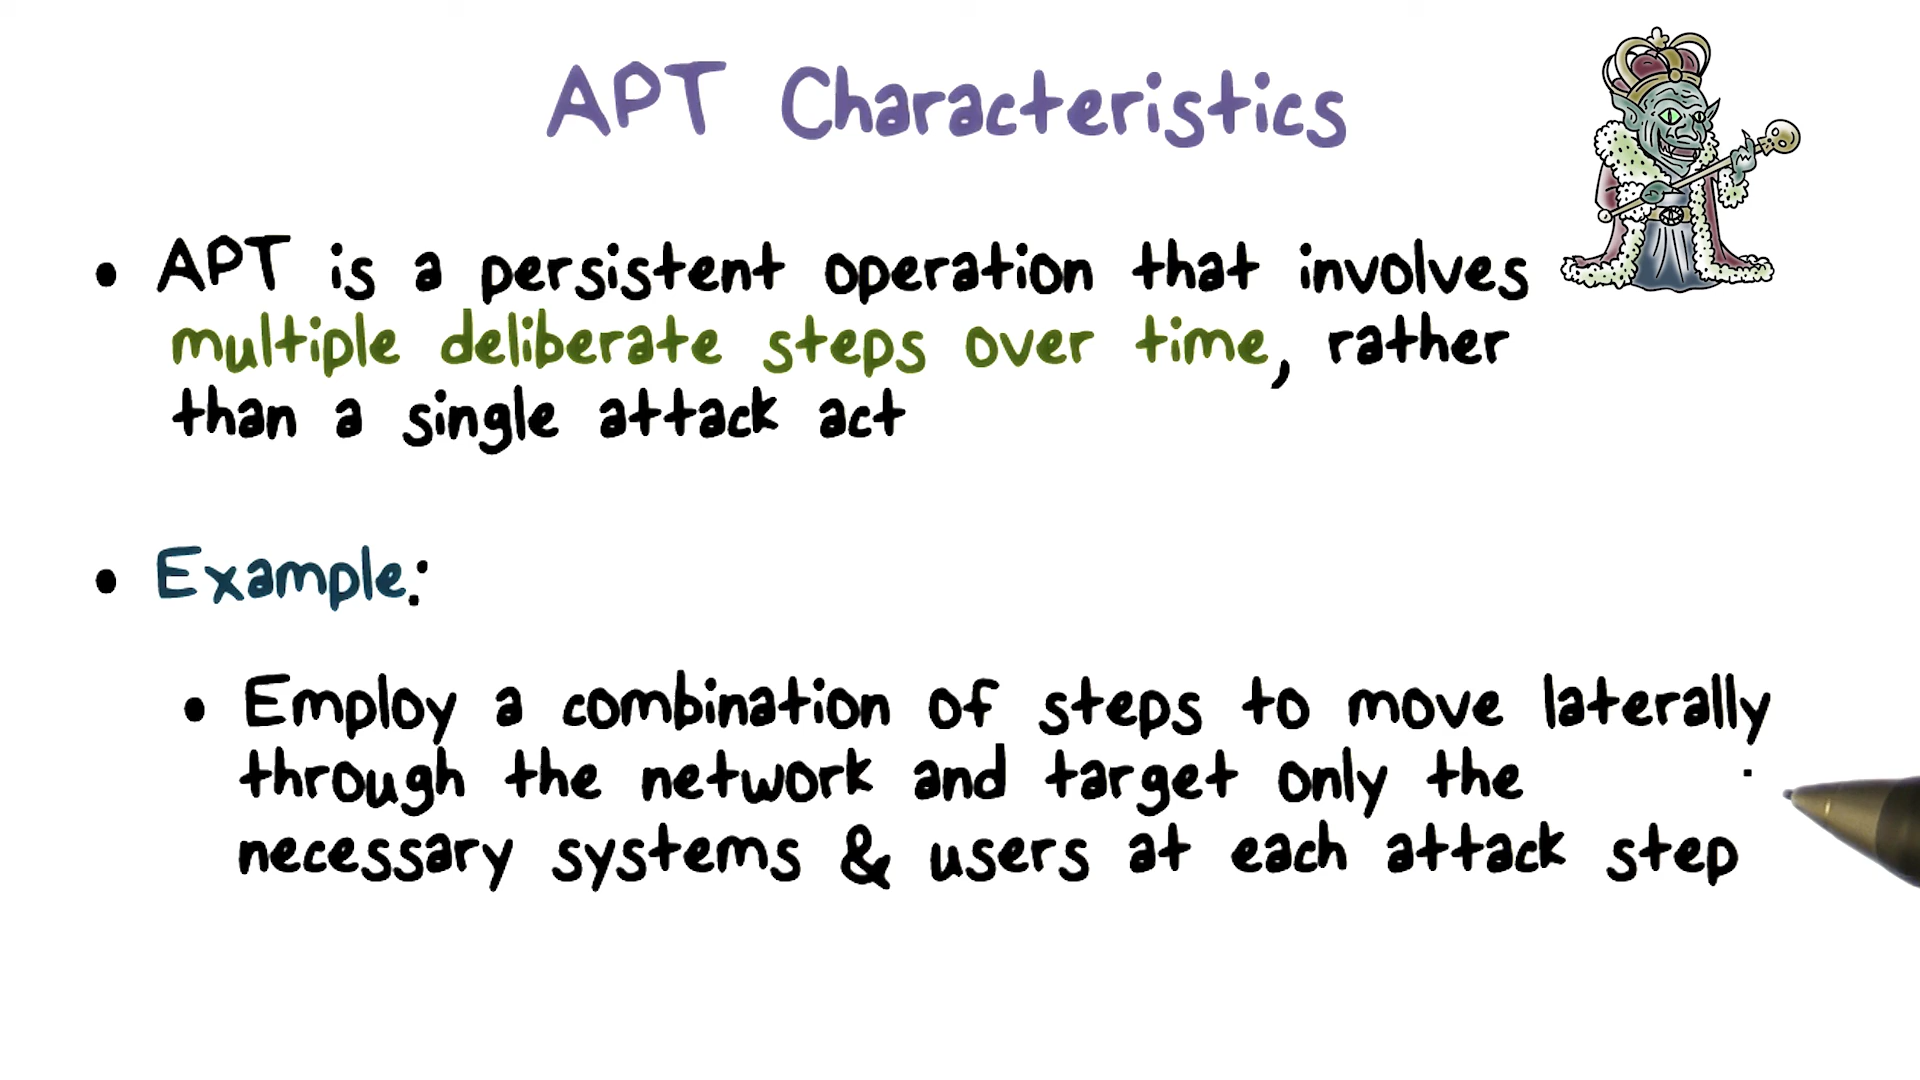 APT Characteristics
• APT is a persistent operation that involves
multiple deliberate steps over time, rather
than a single attack act
• Example:
• Employ a combination of steps to move laterally
through the network and target only the
necessary systems & users at each attack step